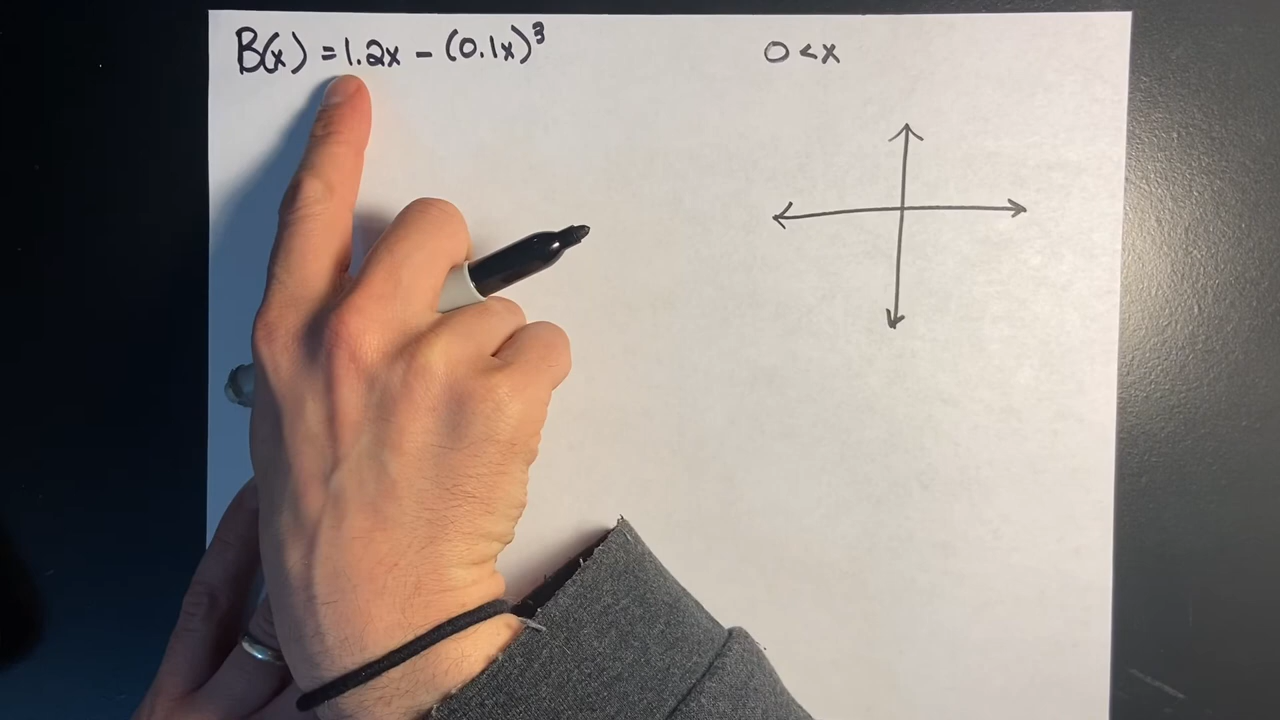 B(x) = 1.2x - (0.1x)³
0 < x